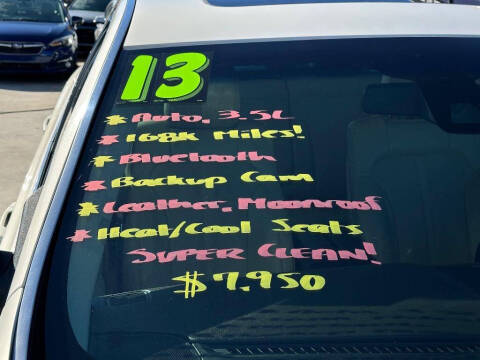 13
* Auto, 3.5L
* 168k Miles!
* Bluetooth
* Backup Cam
* Leather, Moonroof
* Heat/Cool Seats
Super Clean!
$7,950